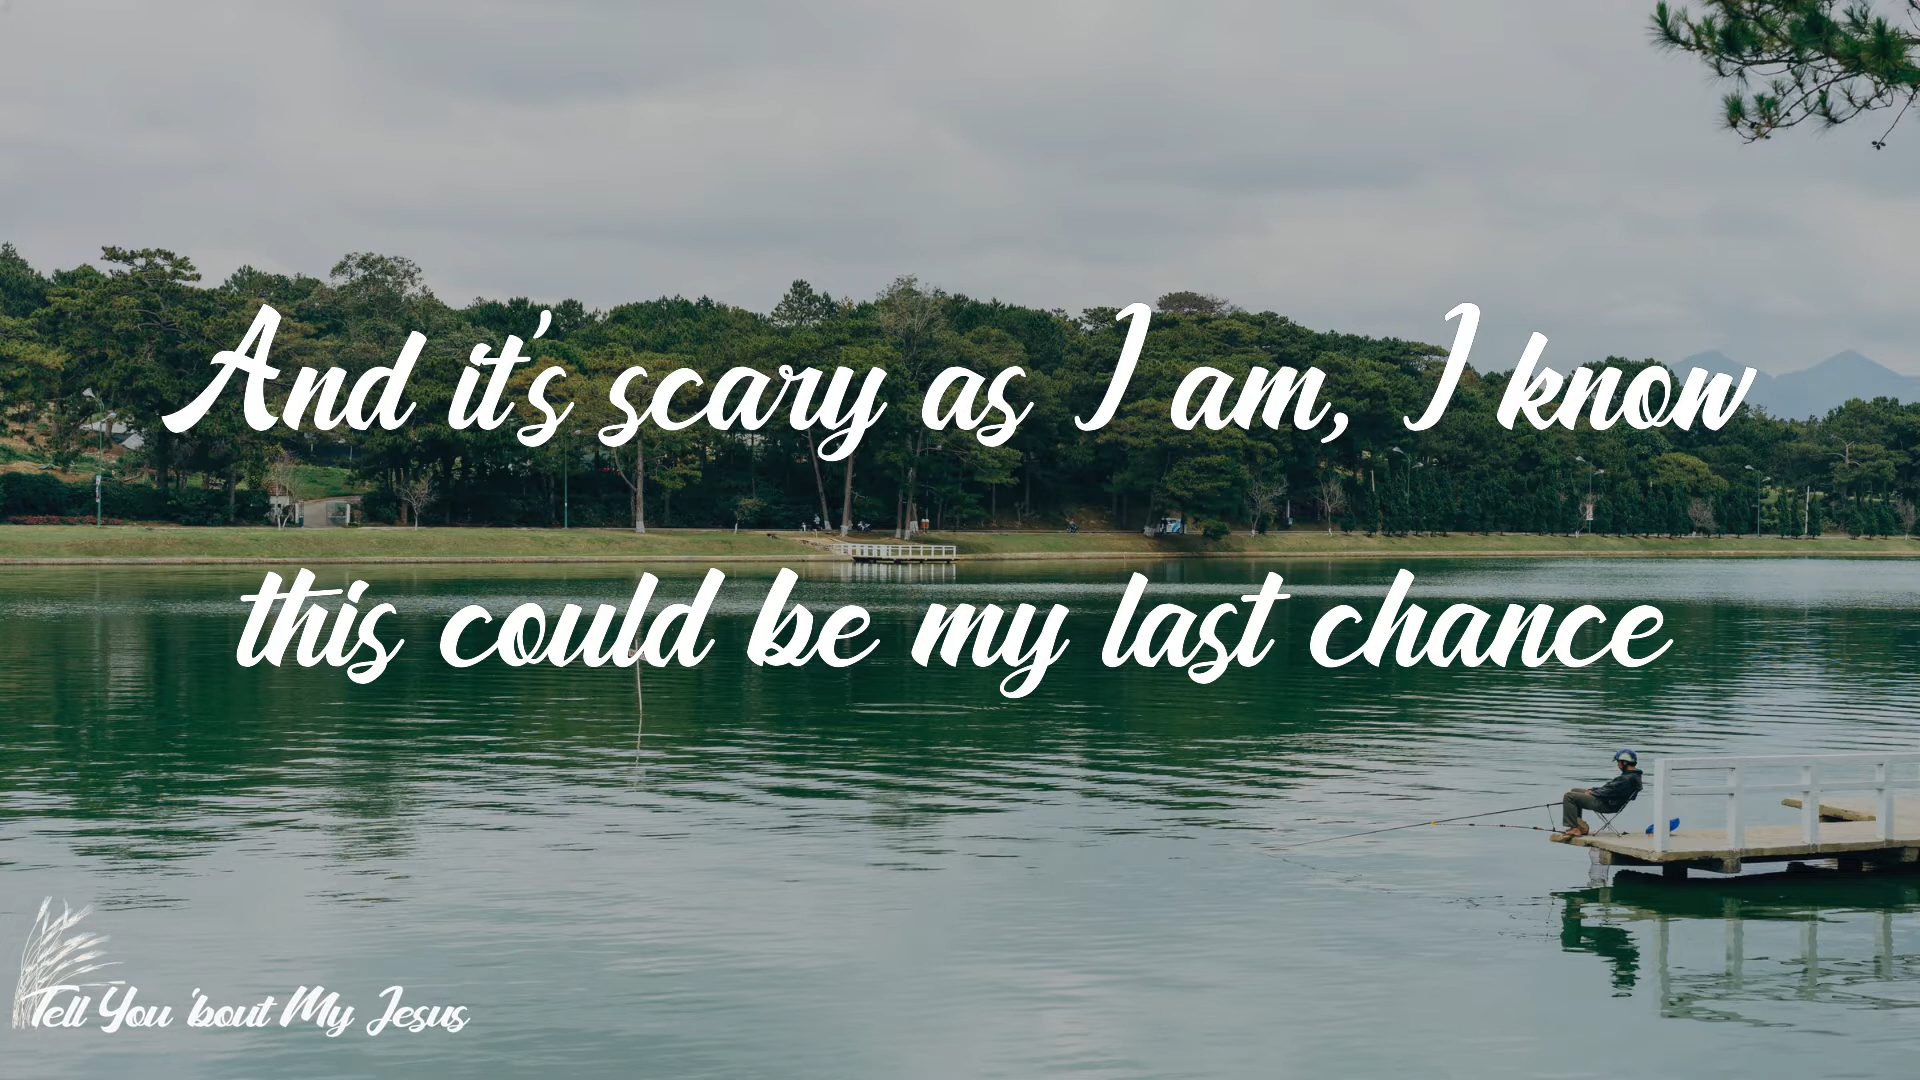 And it's scary as I am, I know
this could be my last chance
Tell You 'bout My Jesus